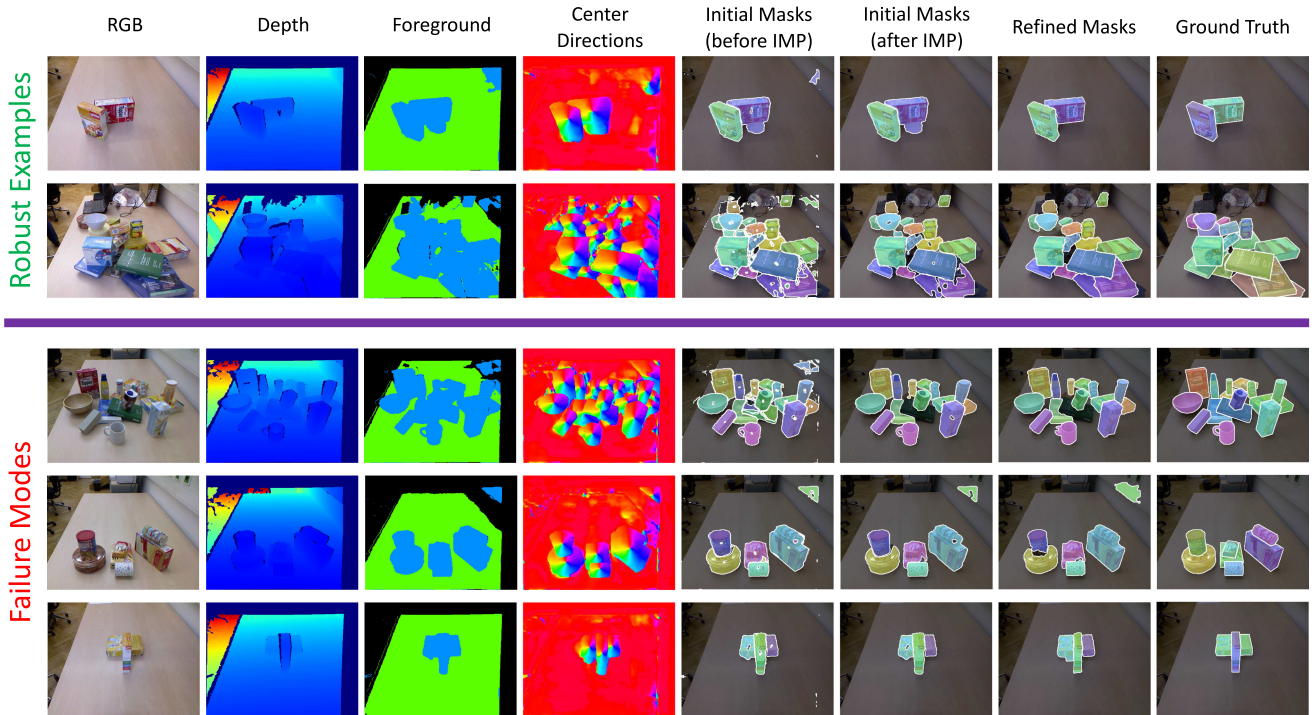 RGB
Depth
Foreground
Center
Directions
Initial Masks
(before IMP)
Initial Masks
(after IMP)
Refined Masks
Ground Truth
Robust Examples
Failure Modes